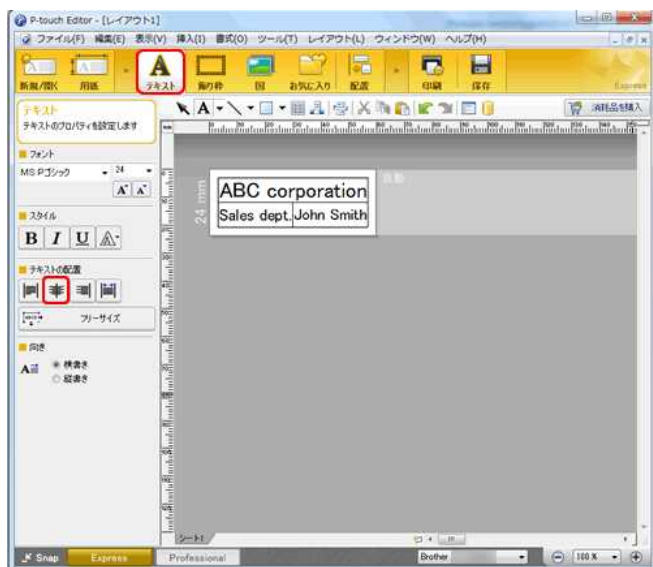 P-touch Editor - [レイアウト1]
ファイル(F) 編集(E) 表示(V) 挿入(I) 書式(O) ツール(T) レイアウト(L) ウィンドウ(W) ヘルプ(H)
新規/開く 用紙 テキスト 飾り枠 図 お気に入り 配置 印刷 保存 Express
テキスト
テキストのプロパティを設定します
消耗品を購入
フォント
MS Pゴシック 24
スタイル
B I U A
テキストの配置
フリーサイズ
向き
横書き
縦書き
24 mm
ABC corporation
Sales dept. John Smith
シート1
Snap Express Professional Brother 100 %